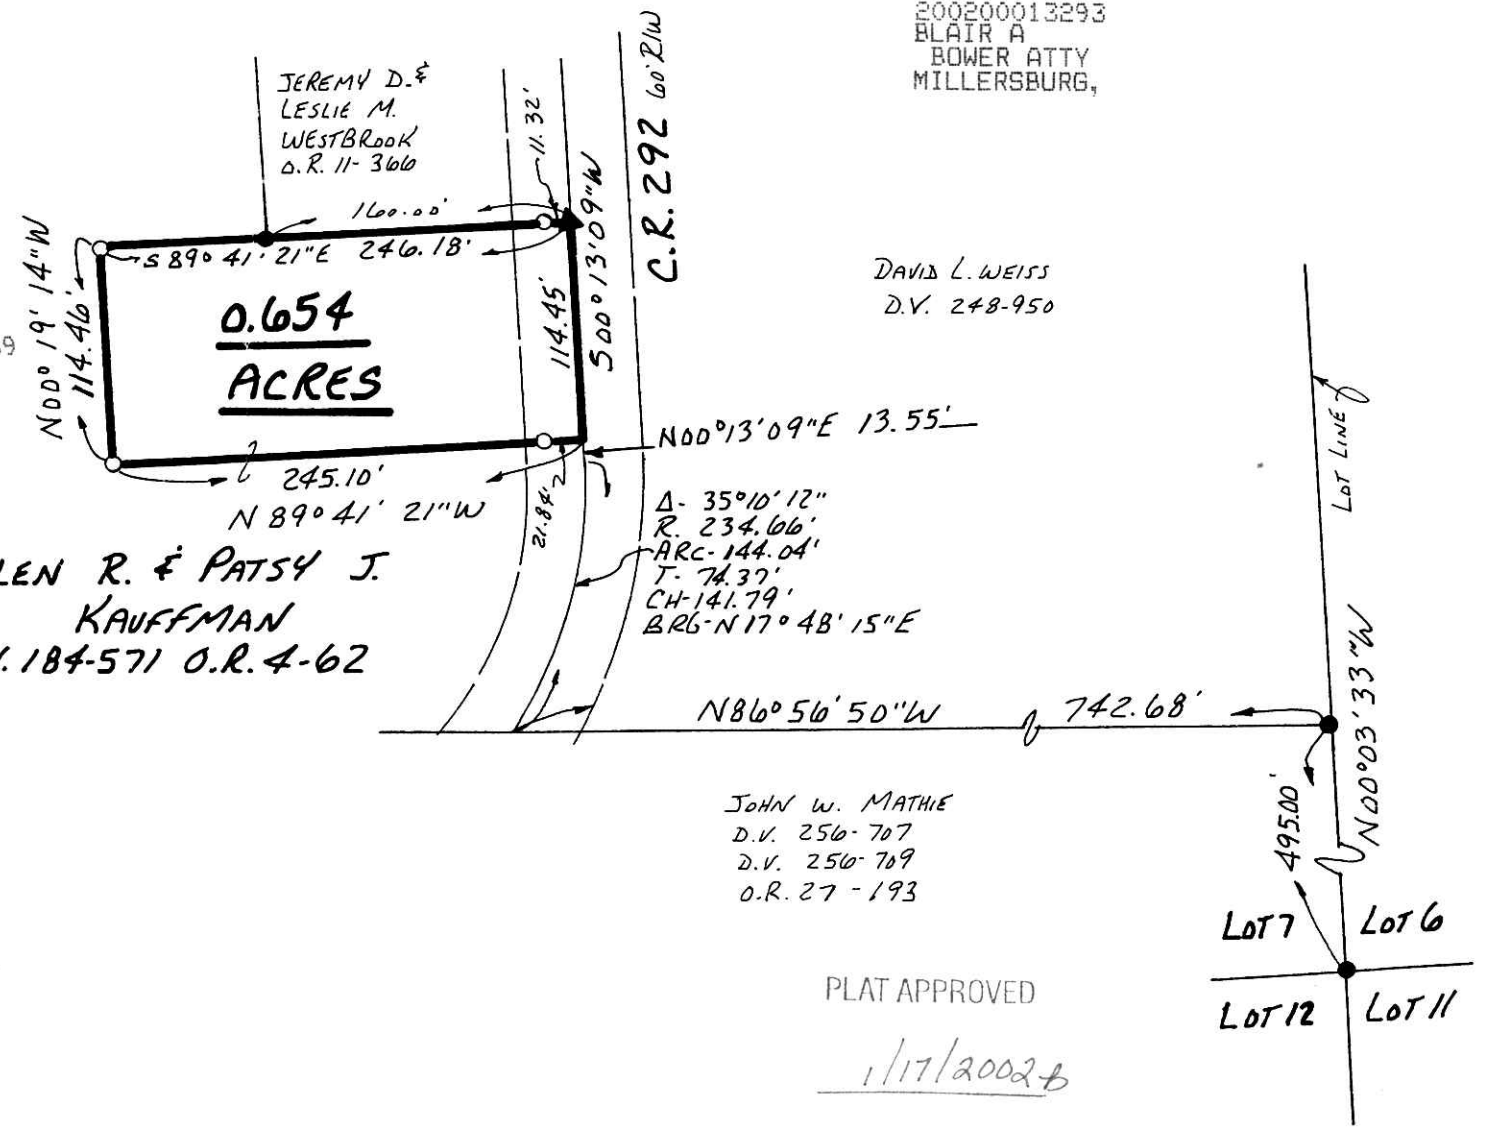 200200013293
BLAIR A
BOWER ATTY
MILLERSBURG,
JEREMY D. &
LESLIE M.
WESTBROOK
O.R. 11-366
11.32'
C.R. 292 60' R/W
160.00'
S 89° 41' 21" E 246.18'
N00° 19' 14" W
114.46'
0.654
ACRES
114.45'
S00° 13' 09" W
DAVID L. WEISS
D.V. 248-950
LOT LINE
N00° 13' 09" E 13.55'
245.10'
N 89° 41' 21" W
21.84'
Δ- 35° 10' 12"
R. 234.66'
ARC- 144.04'
T- 74.37'
CH- 141.79'
BRG- N 17° 48' 15" E
LEN R. & PATSY J.
KAUFFMAN
V. 184-571 O.R. 4-62
N86° 56' 50" W 742.68'
N00° 03' 33" W
495.00'
JOHN W. MATHIE
D.V. 256-707
D.V. 256-709
O.R. 27-193
LOT 7 LOT 6
LOT 12 LOT 11
PLAT APPROVED
1/17/2002